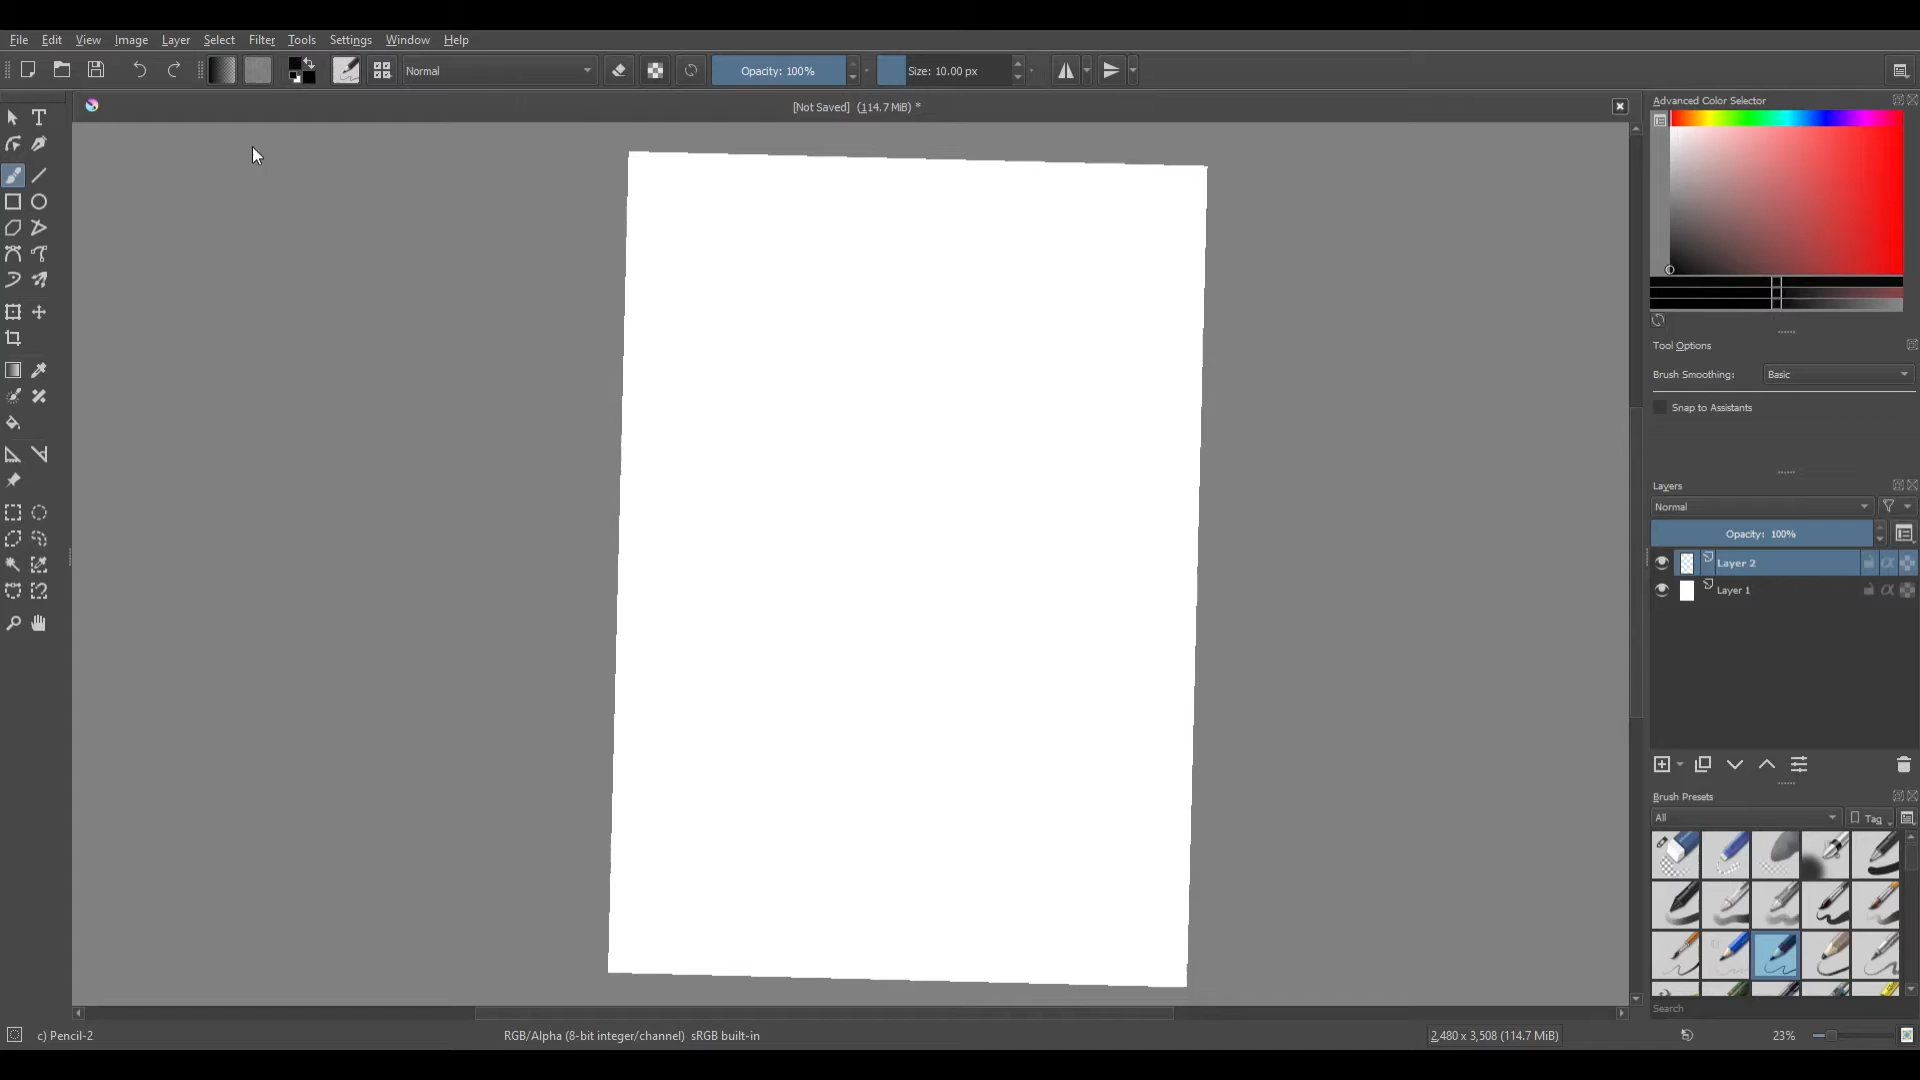 File Edit View Image Layer Select Filter Tools Settings Window Help
Normal Opacity: 100% Size: 10.00 px
[Not Saved] (114.7 MiB) *
Advanced Color Selector
Tool Options
Brush Smoothing: Basic
Snap to Assistants
Layers
Normal
Opacity: 100%
Layer 2
Layer 1
Brush Presets
All Tag
Search
c) Pencil-2 RGB/Alpha (8-bit integer/channel) sRGB built-in 2,480 x 3,508 (114.7 MiB) 23%